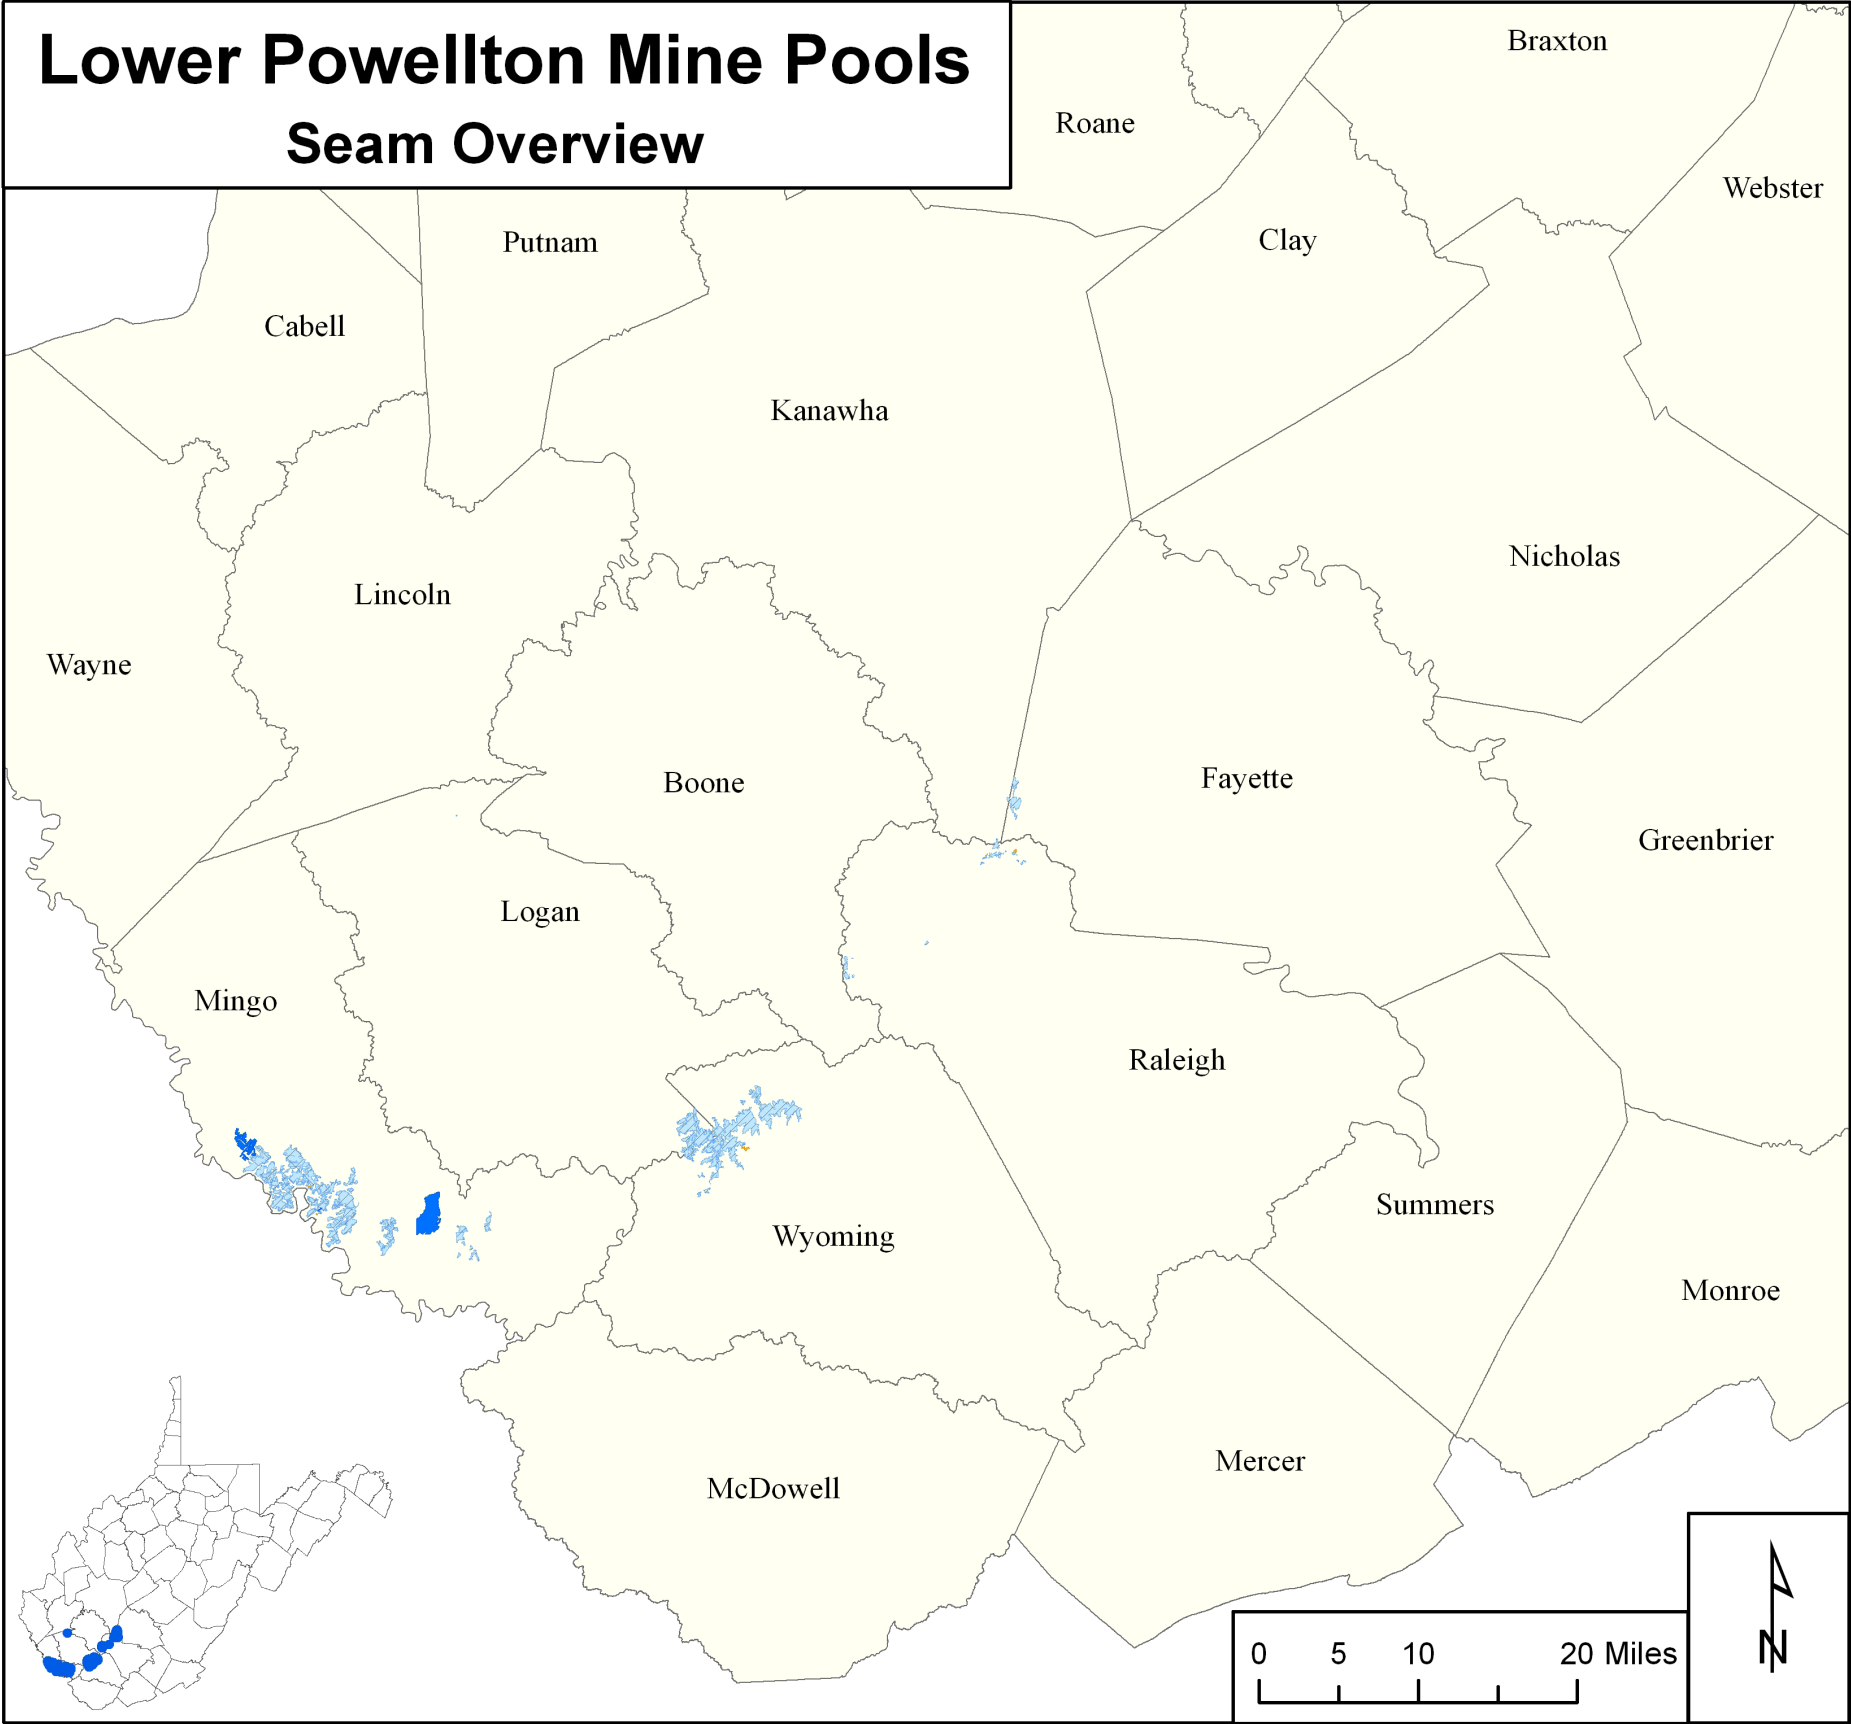 Lower Powellton Mine Pools
Seam Overview
Braxton
Roane
Webster
Clay
Putnam
Cabell
Kanawha
Nicholas
Lincoln
Wayne
Boone
Fayette
Greenbrier
Logan
Mingo
Raleigh
Summers
Wyoming
Monroe
Mercer
McDowell
0 5 10 20 Miles
N